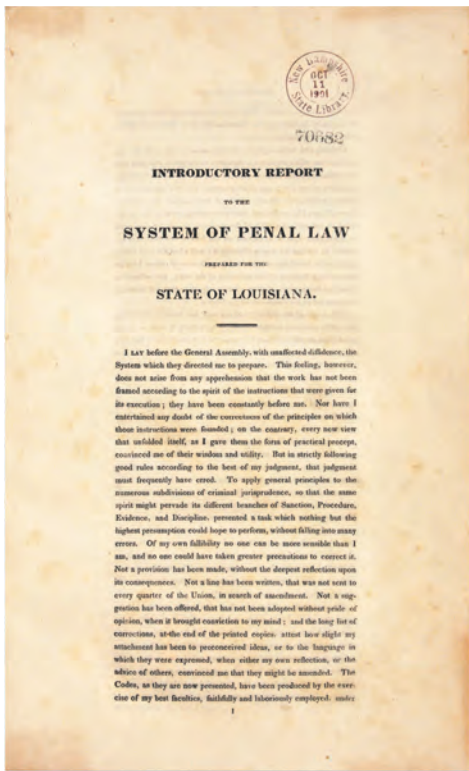 New Hampshire
OCT
11
1901
State Library.
70682
INTRODUCTORY REPORT
TO THE
SYSTEM OF PENAL LAW
PREPARED FOR THE
STATE OF LOUISIANA.
I LAY before the General Assembly, with unaffected diffidence, the
System which they directed me to prepare. This feeling, however,
does not arise from any apprehension that the work has not been
framed according to the spirit of the instructions that were given for
its execution; they have been constantly before me. Nor have I
entertained any doubt of the correctness of the principles on which
those instructions were founded; on the contrary, every new view
that unfolded itself, as I gave them the form of practical precept,
convinced me of their wisdom and utility. But in strictly following
good rules according to the best of my judgment, that judgment
must frequently have erred. To apply general principles to the
numerous subdivisions of criminal jurisprudence, so that the same
spirit might pervade its different branches of Sanction, Procedure,
Evidence, and Discipline, presented a task which nothing but the
highest presumption could hope to perform, without falling into many
errors. Of my own fallibility no one can be more sensible than I
am, and no one could have taken greater precautions to correct it.
Not a provision has been made, without the deepest reflection upon
its consequences. Not a line has been written, that was not sent to
every quarter of the Union, in search of amendment. Not a sug-
gestion has been offered, that has not been adopted without pride of
opinion, when it brought conviction to my mind; and the long list of
corrections, at the end of the printed copies, attest how slight my
attachment has been to preconceived ideas, or to the language in
which they were expressed, when either my own reflection, or the
advice of others, convinced me that they might be amended. The
Codes, as they are now presented, have been produced by the exer-
cise of my best faculties, faithfully and laboriously employed, under
1